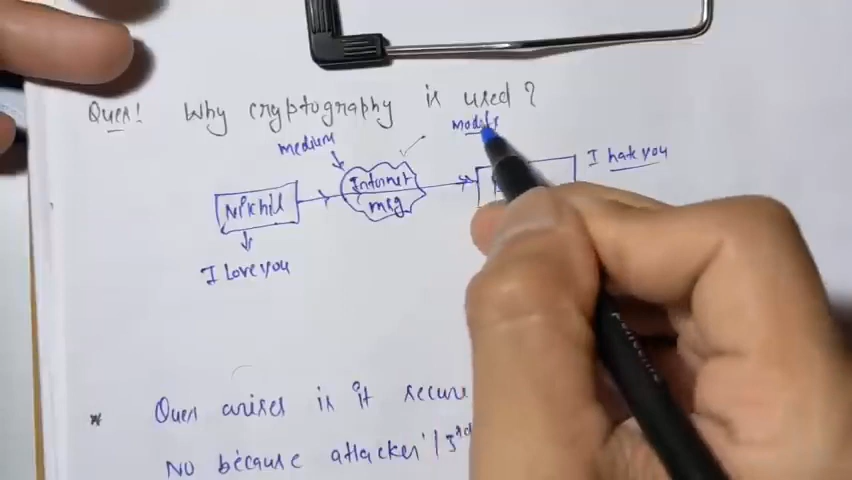 Ques! Why cryptography is used ?
medium
modify
Internet
msg
Nikhil
I hate you
I love you
* Ques arises is it secure
No because attacker / 3rd